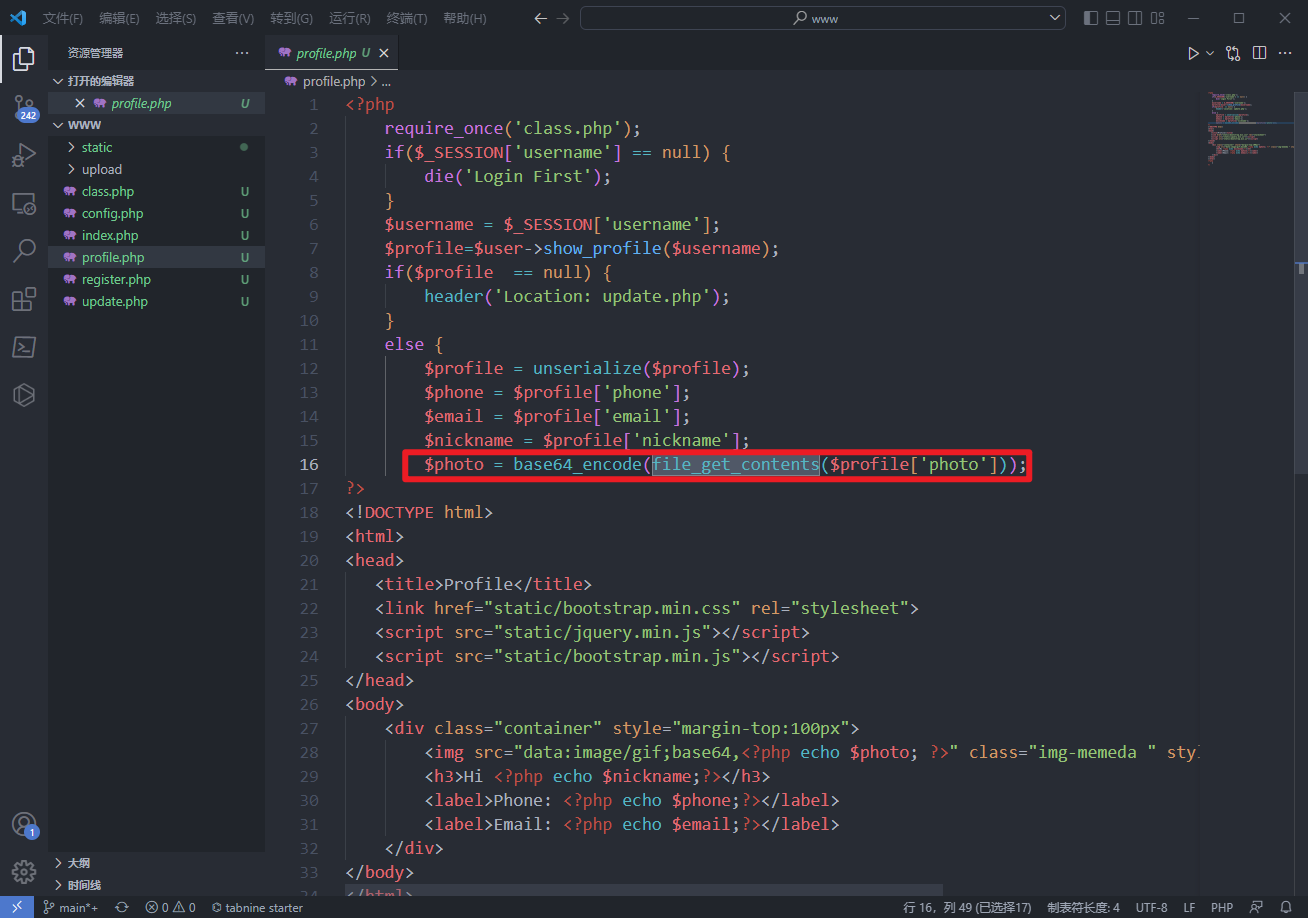 文件(F) 编辑(E) 选择(S) 查看(V) 转到(G) 运行(R) 终端(T) 帮助(H) www
资源管理器
打开的编辑器
profile.php U
WWW
static
upload
class.php U
config.php U
index.php U
profile.php U
register.php U
update.php U
大纲
时间线
242
1
profile.php U
profile.php > ...
1 <?php
2 require_once('class.php');
3 if($_SESSION['username'] == null) {
4 die('Login First');
5 }
6 $username = $_SESSION['username'];
7 $profile=$user->show_profile($username);
8 if($profile  == null) {
9 header('Location: update.php');
10 }
11 else {
12 $profile = unserialize($profile);
13 $phone = $profile['phone'];
14 $email = $profile['email'];
15 $nickname = $profile['nickname'];
16 $photo = base64_encode(file_get_contents($profile['photo']));
17 ?>
18 <!DOCTYPE html>
19 <html>
20 <head>
21 <title>Profile</title>
22 <link href="static/bootstrap.min.css" rel="stylesheet">
23 <script src="static/jquery.min.js"></script>
24 <script src="static/bootstrap.min.js"></script>
25 </head>
26 <body>
27 <div class="container" style="margin-top:100px">
28 <img src="data:image/gif;base64,<?php echo $photo; ?>" class="img-memeda " sty
29 <h3>Hi <?php echo $nickname;?></h3>
30 <label>Phone: <?php echo $phone;?></label>
31 <label>Email: <?php echo $email;?></label>
32 </div>
33 </body>
34 </html>
main*+ 0 0 tabnine starter 行 16，列 49 (已选择17) 制表符长度: 4 UTF-8 LF PHP